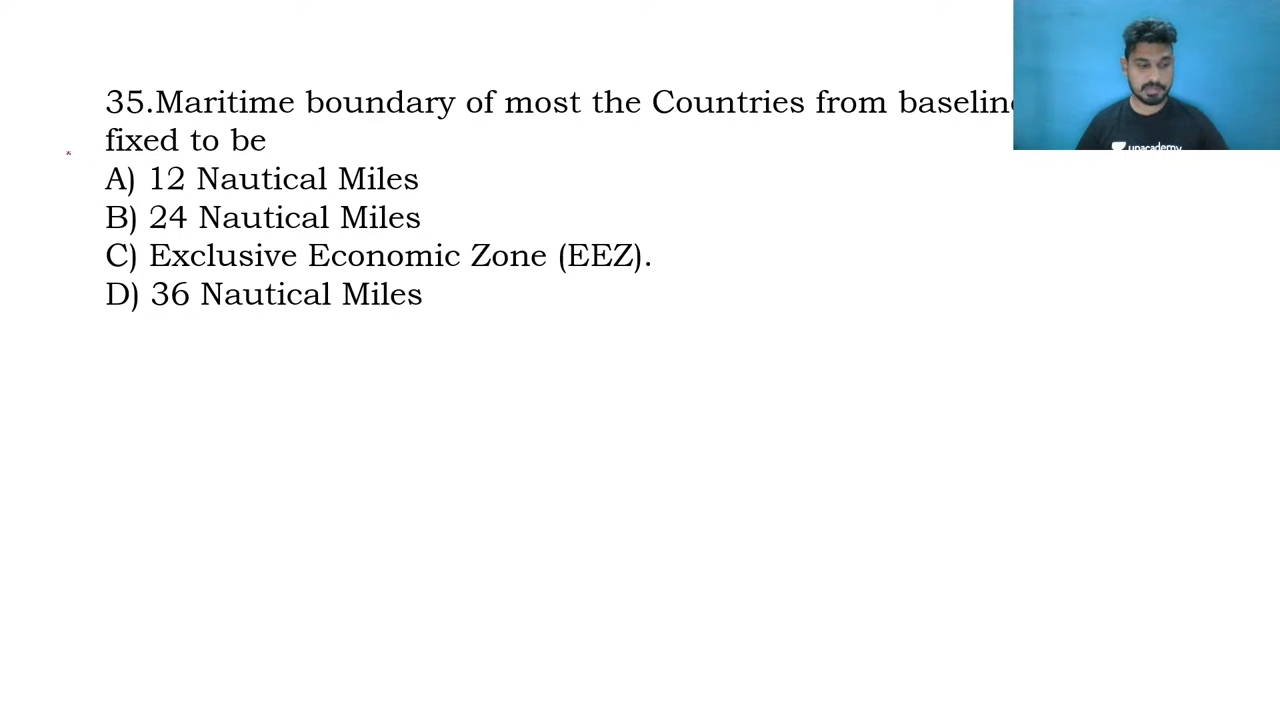 35.Maritime boundary of most the Countries from
fixed to be
A) 12 Nautical Miles
B) 24 Nautical Miles
C) Exclusive Economic Zone (EEZ).
D) 36 Nautical Miles
unacademy